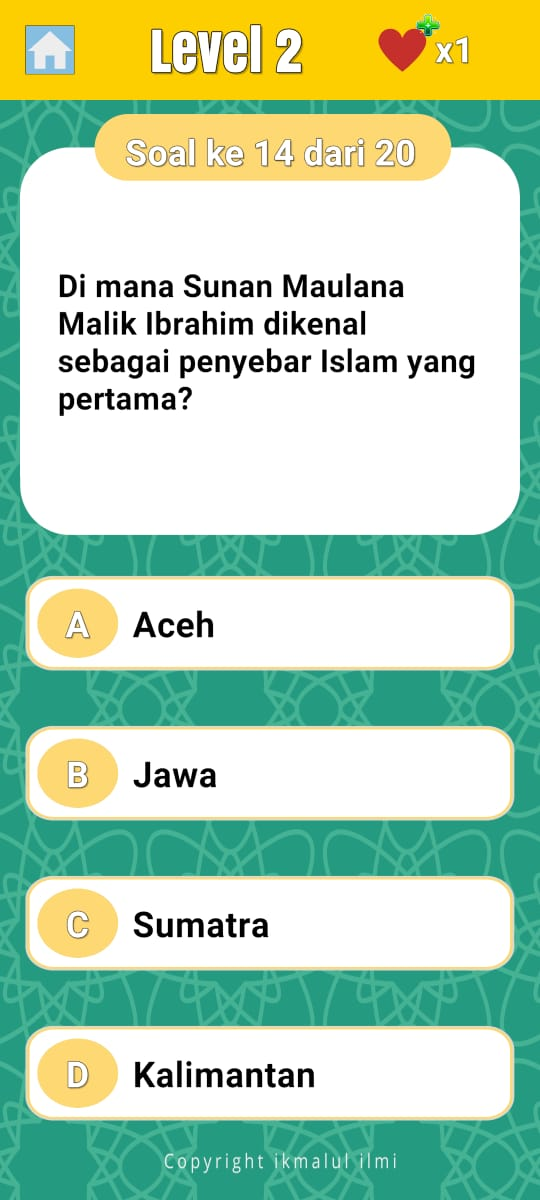 Level 2
x1
Soal ke 14 dari 20
Di mana Sunan Maulana
Malik Ibrahim dikenal
sebagai penyebar Islam yang
pertama?
A Aceh
B Jawa
C Sumatra
D Kalimantan
Copyright ikmalul ilmi